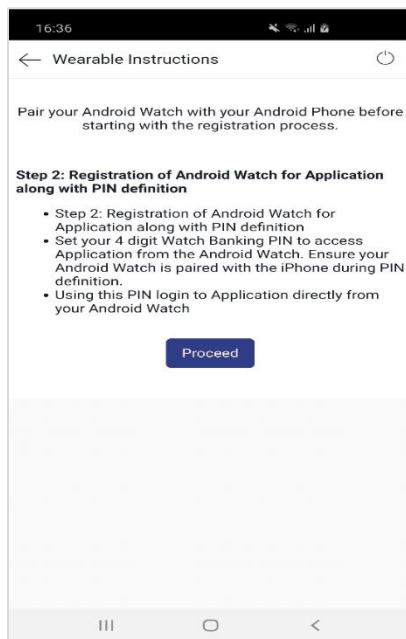 16:36
Wearable Instructions
Pair your Android Watch with your Android Phone before
starting with the registration process.
Step 2: Registration of Android Watch for Application
along with PIN definition
• Step 2: Registration of Android Watch for
Application along with PIN definition
• Set your 4 digit Watch Banking PIN to access
Application from the Android Watch. Ensure your
Android Watch is paired with the iPhone during PIN
definition.
• Using this PIN login to Application directly from
your Android Watch
Proceed